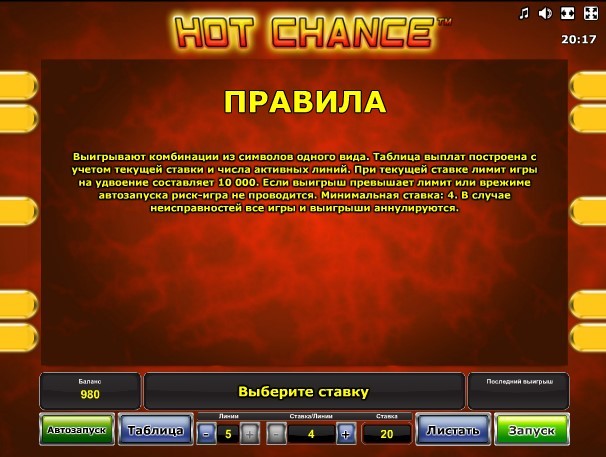 HOT CHANCE™
20:17
ПРАВИЛА
Выигрывают комбинации из символов одного вида. Таблица выплат построена с
учетом текущей ставки и числа активных линий. При текущей ставке лимит игры
на удвоение составляет 10 000. Если выигрыш превышает лимит или врежиме
автозапуска риск-игра не проводится. Минимальная ставка: 4. В случае
неисправностей все игры и выигрыши аннулируются.
Баланс
980
Выберите ставку
Последний выигрыш
Автозапуск
Таблица
Линии
- 5 +
Ставка/Линии
- 4 +
Ставка
20
Листать
Запуск